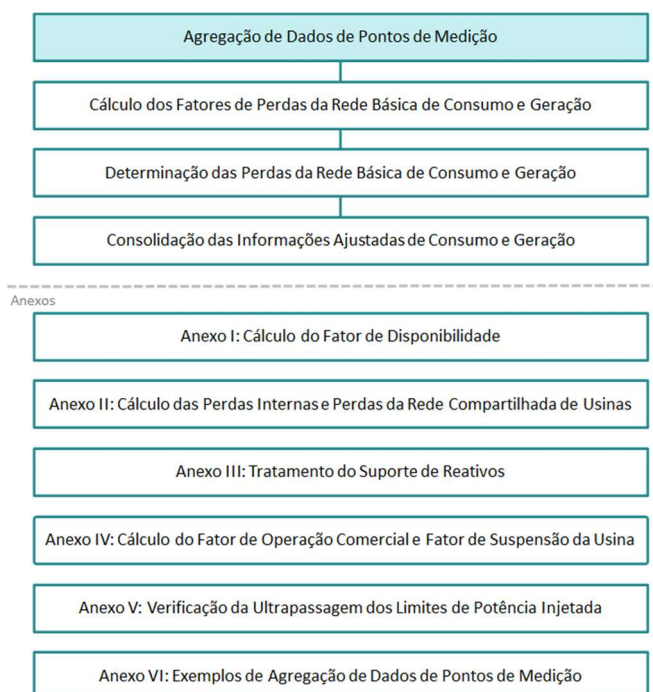 Agregação de Dados de Pontos de Medição
Cálculo dos Fatores de Perdas da Rede Básica de Consumo e Geração
Determinação das Perdas da Rede Básica de Consumo e Geração
Consolidação das Informações Ajustadas de Consumo e Geração
Anexos
Anexo I: Cálculo do Fator de Disponibilidade
Anexo II: Cálculo das Perdas Internas e Perdas da Rede Compartilhada de Usinas
Anexo III: Tratamento do Suporte de Reativos
Anexo IV: Cálculo do Fator de Operação Comercial e Fator de Suspensão da Usina
Anexo V: Verificação da Ultrapassagem dos Limites de Potência Injetada
Anexo VI: Exemplos de Agregação de Dados de Pontos de Medição